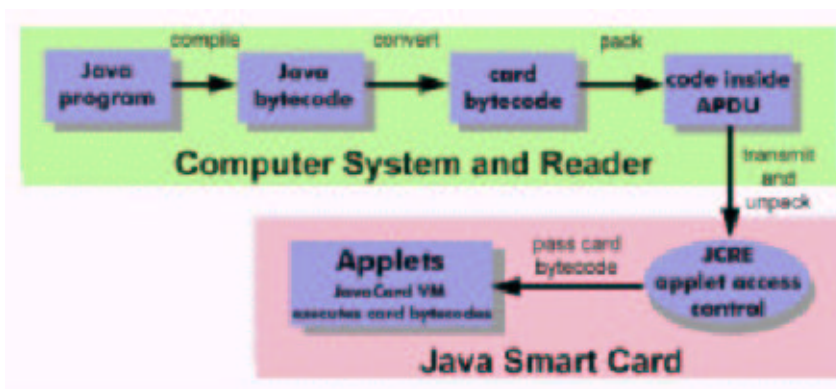 compile
convert
pack
Java
program
Java
bytecode
card
bytecode
code inside
APDU
Computer System and Reader
transmit
and
unpack
pass card
bytecode
Applets
JavaCard VM
executes card bytecodes
JCRE
applet access
control
Java Smart Card